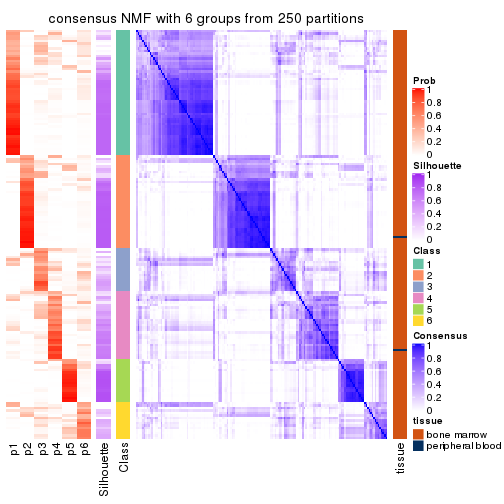 consensus NMF with 6 groups from 250 partitions
Prob
1
0.8
0.6
0.4
0.2
0
Silhouette
1
0.8
0.6
0.4
0.2
0
Class
1
2
3
4
5
6
Consensus
1
0.8
0.6
0.4
0.2
0
tissue
bone marrow
peripheral blood
p1
p2
p3
p4
p5
p6
Silhouette
Class
tissue